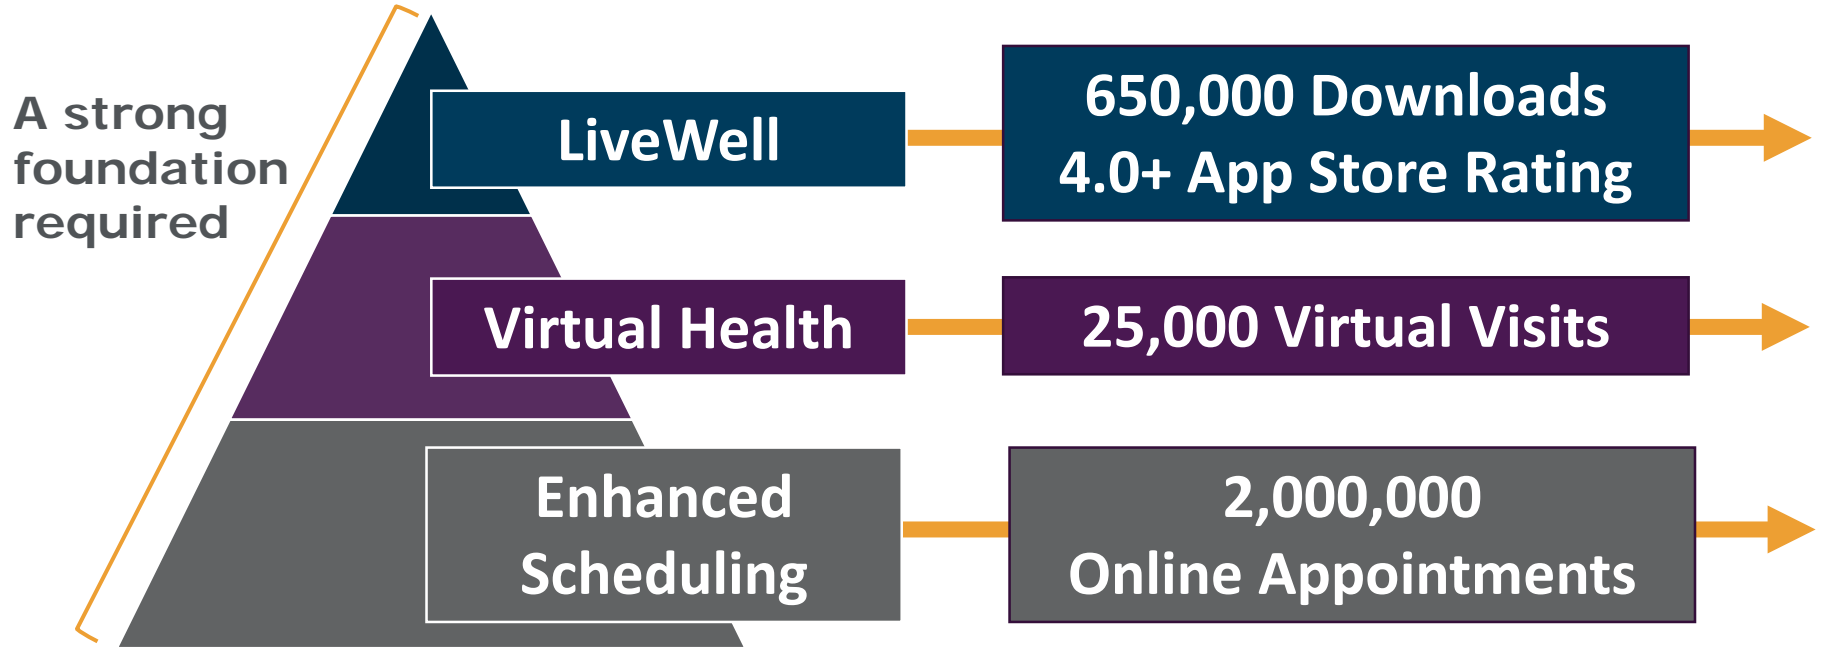 A strong
foundation
required
LiveWell
650,000 Downloads
4.0+ App Store Rating
Virtual Health
25,000 Virtual Visits
Enhanced
Scheduling
2,000,000
Online Appointments